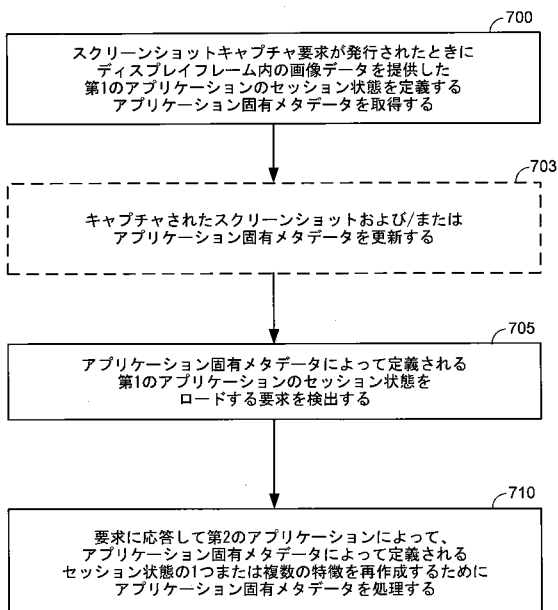 700
スクリーンショットキャプチャ要求が発行されたときに
ディスプレイフレーム内の画像データを提供した
第1のアプリケーションのセッション状態を定義する
アプリケーション固有メタデータを取得する
703
キャプチャされたスクリーンショットおよび/または
アプリケーション固有メタデータを更新する
705
アプリケーション固有メタデータによって定義される
第1のアプリケーションのセッション状態を
ロードする要求を検出する
710
要求に応答して第2のアプリケーションによって、
アプリケーション固有メタデータによって定義される
セッション状態の1つまたは複数の特徴を再作成するために
アプリケーション固有メタデータを処理する